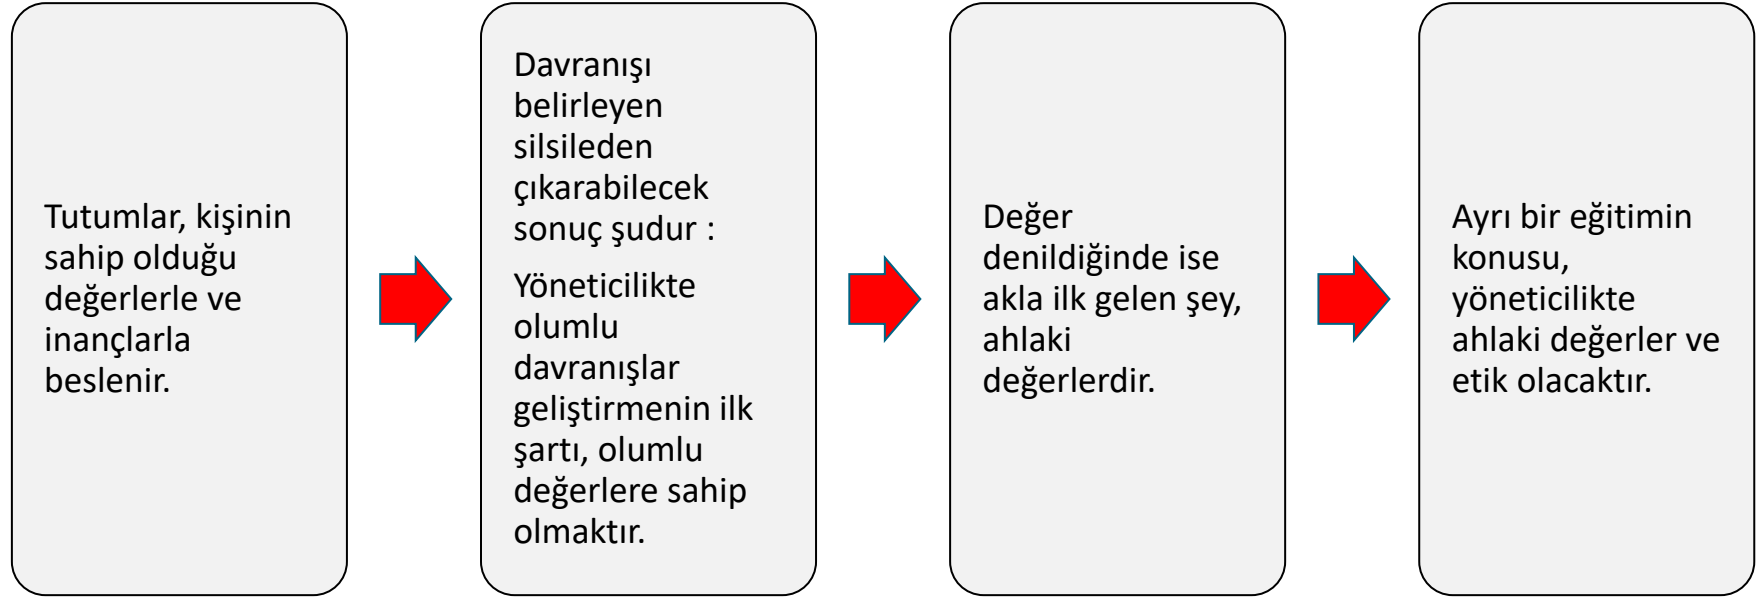 Tutumlar, kişinin
sahip olduğu
değerlerle ve
inançlarla
beslenir.
Davranışı
belirleyen
silsileden
çıkarabilecek
sonuç şudur :
Yöneticilikte
olumlu
davranışlar
geliştirmenin ilk
şartı, olumlu
değerlere sahip
olmaktır.
Değer
denildiğinde ise
akla ilk gelen şey,
ahlaki
değerlerdir.
Ayrı bir eğitimin
konusu,
yöneticilikte
ahlaki değerler ve
etik olacaktır.